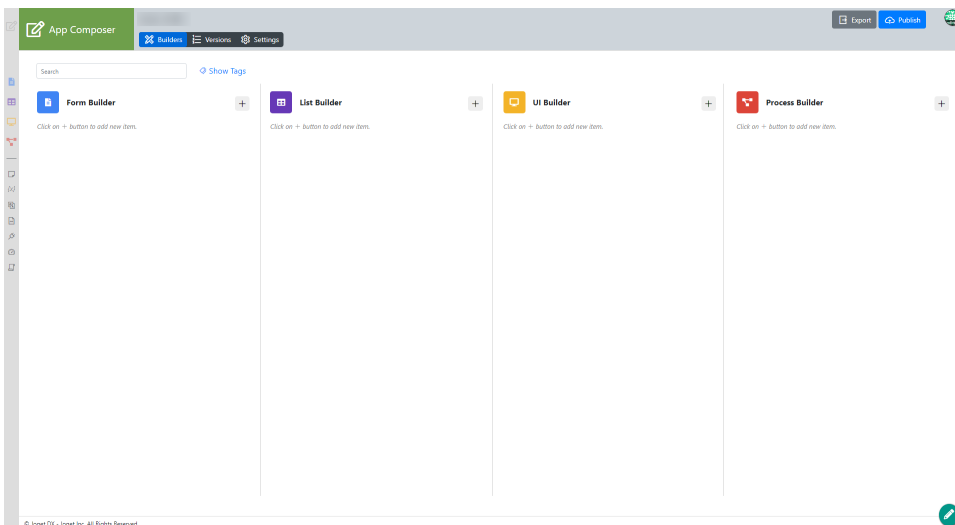 App Composer
Export
Publish
Builders
Versions
Settings
Search
Show Tags
Form Builder
+
List Builder
+
UI Builder
+
Process Builder
+
Click on + button to add new item.
Click on + button to add new item.
Click on + button to add new item.
Click on + button to add new item.
{x}
© Joget DX - Joget Inc. All Rights Reserved.